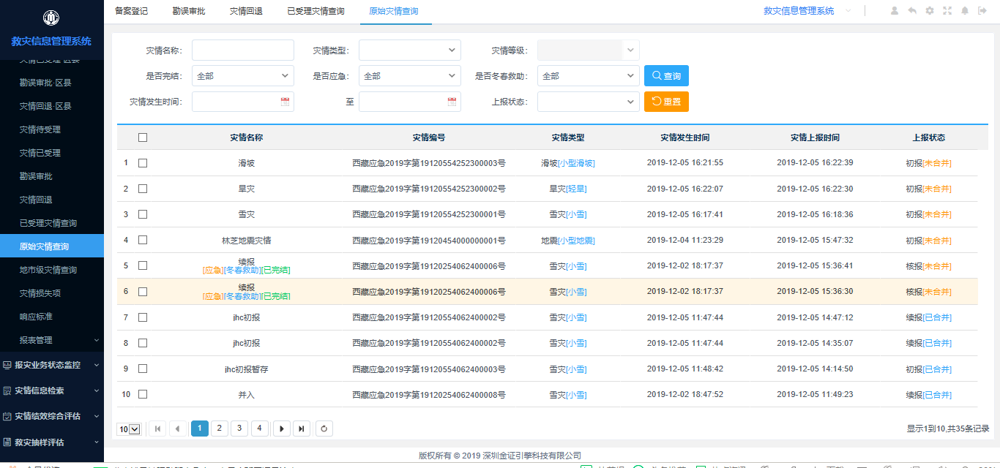 备案登记 勘误审批 灾情回退 已受理灾情查询 原始灾情查询 救灾信息管理系统
救灾信息管理系统
灾情已受理·区县
勘误审批·区县
灾情回退·区县
灾情待受理
灾情已受理
勘误审批
灾情回退
已受理灾情查询
原始灾情查询
地市级灾情查询
灾情损失项
响应标准
报表管理
报灾业务状态监控
灾情信息检索
灾情绩效综合评估
救灾抽样评估
灾情名称: 灾情类型: 灾情等级:
是否完结: 全部 是否应急: 全部 是否冬春救助: 全部 查询
灾情发生时间: 至 上报状态: 重置
灾情名称 灾情编号 灾情类型 灾情发生时间 灾情上报时间 上报状态
1 滑坡 西藏应急2019字第19120554252300003号 滑坡[小型滑坡] 2019-12-05 16:21:55 2019-12-05 16:22:39 初报[未合并]
2 旱灾 西藏应急2019字第19120554252300002号 旱灾[轻旱] 2019-12-05 16:22:07 2019-12-05 16:22:30 初报[未合并]
3 雪灾 西藏应急2019字第19120554252300001号 雪灾[小雪] 2019-12-05 16:17:41 2019-12-05 16:18:36 初报[未合并]
4 林芝地震灾情 西藏应急2019字第19120454000000001号 地震[小型地震] 2019-12-04 11:23:29 2019-12-05 15:47:32 初报[未合并]
5 续报 西藏应急2019字第19120254062400006号 雪灾[小雪] 2019-12-02 18:17:37 2019-12-05 15:36:41 核报[未合并]
[应急][冬春救助][已完结]
6 续报 西藏应急2019字第19120254062400006号 雪灾[小雪] 2019-12-02 18:17:37 2019-12-05 15:36:30 核报[未合并]
[应急][冬春救助][已完结]
7 jhc初报 西藏应急2019字第19120554062400002号 雪灾[小雪] 2019-12-05 11:47:44 2019-12-05 14:47:12 续报[已合并]
8 jhc初报 西藏应急2019字第19120554062400002号 雪灾[小雪] 2019-12-05 11:47:44 2019-12-05 14:35:07 续报[已合并]
9 jhc初报暂存 西藏应急2019字第19120554062400003号 雪灾[小雪] 2019-12-05 11:48:42 2019-12-05 14:14:50 初报[已合并]
10 并入 西藏应急2019字第19120254062400008号 雪灾[小雪] 2019-12-02 18:47:52 2019-12-05 11:49:23 续报[已合并]
10 1 2 3 4 显示1到10,共35条记录
版权所有 © 2019 深圳金证引擎科技有限公司